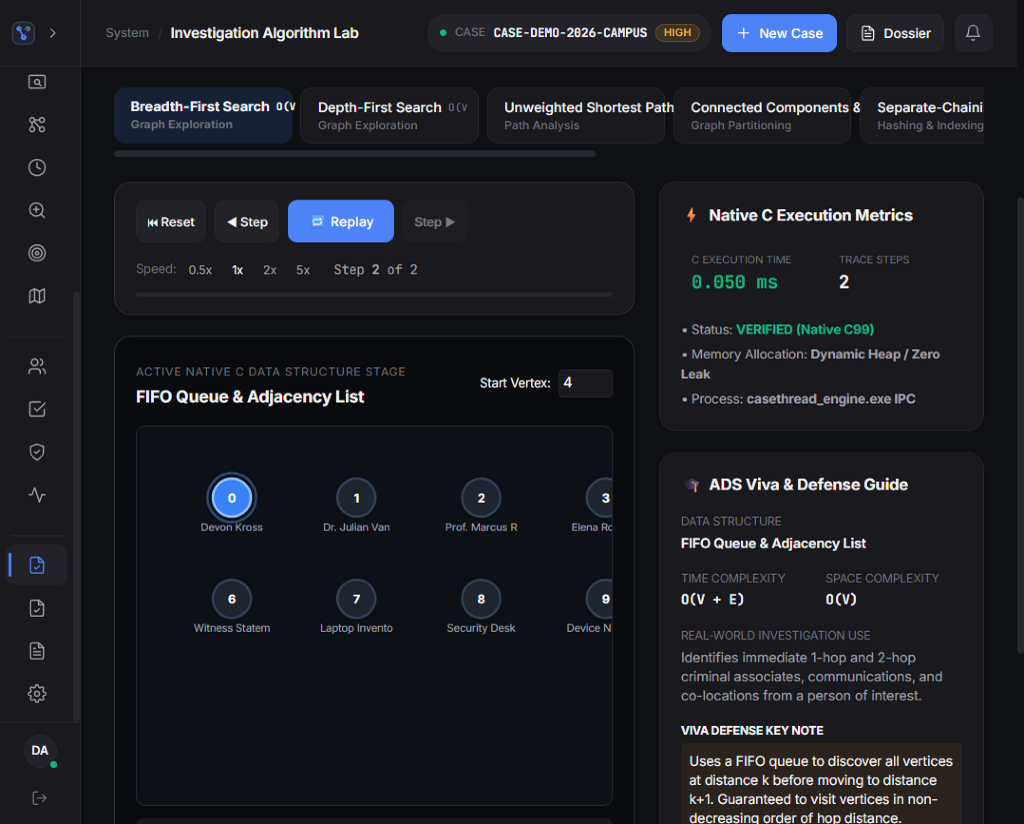 System / Investigation Algorithm Lab
CASE CASE-DEMO-2026-CAMPUS HIGH
+ New Case
Dossier
Breadth-First Search O(V
Graph Exploration
Depth-First Search O(V
Graph Exploration
Unweighted Shortest Path
Path Analysis
Connected Components &
Graph Partitioning
Separate-Chaini
Hashing & Indexing
⏮ Reset
◀ Step
🔁 Replay
Step ▶
Speed: 0.5x 1x 2x 5x Step 2 of 2
ACTIVE NATIVE C DATA STRUCTURE STAGE
FIFO Queue & Adjacency List
Start Vertex: 4
0
Devon Kross
1
Dr. Julian Van
2
Prof. Marcus R
3
Elena Ro
6
Witness Statem
7
Laptop Invento
8
Security Desk
9
Device N
⚡ Native C Execution Metrics
C EXECUTION TIME
0.050 ms
TRACE STEPS
2
• Status: VERIFIED (Native C99)
• Memory Allocation: Dynamic Heap / Zero
Leak
• Process: casethread_engine.exe IPC
🎓 ADS Viva & Defense Guide
DATA STRUCTURE
FIFO Queue & Adjacency List
TIME COMPLEXITY
O(V + E)
SPACE COMPLEXITY
O(V)
REAL-WORLD INVESTIGATION USE
Identifies immediate 1-hop and 2-hop
criminal associates, communications, and
co-locations from a person of interest.
VIVA DEFENSE KEY NOTE
Uses a FIFO queue to discover all vertices
at distance k before moving to distance
k+1. Guaranteed to visit vertices in non-
decreasing order of hop distance.
DA